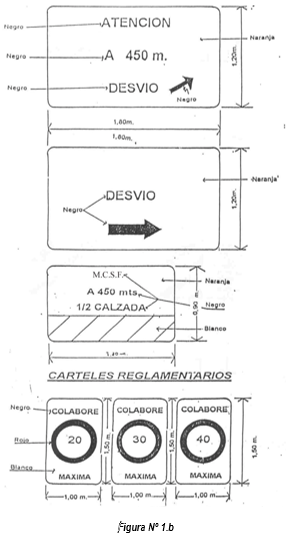 Negro
ATENCION
Naranja
Negro
A 450 m.
1,20m.
Negro
DESVIO
Negro
1,80m.
1,80m.
Naranja
DESVIO
Negro
1,20m.
M.C.S.F.
Naranja
A 450 mts.
0,90 m.
Negro
1/2 CALZADA
Blanco
CARTELES REGLAMENTARIOS
Negro
COLABORE
COLABORE
COLABORE
Rojo
20
30
40
1,50 m.
1,50 m.
1,50 m.
Blanco
MAXIMA
MAXIMA
MAXIMA
1,00 m.
1,00 m.
1,00 m.
Figura Nº 1.b